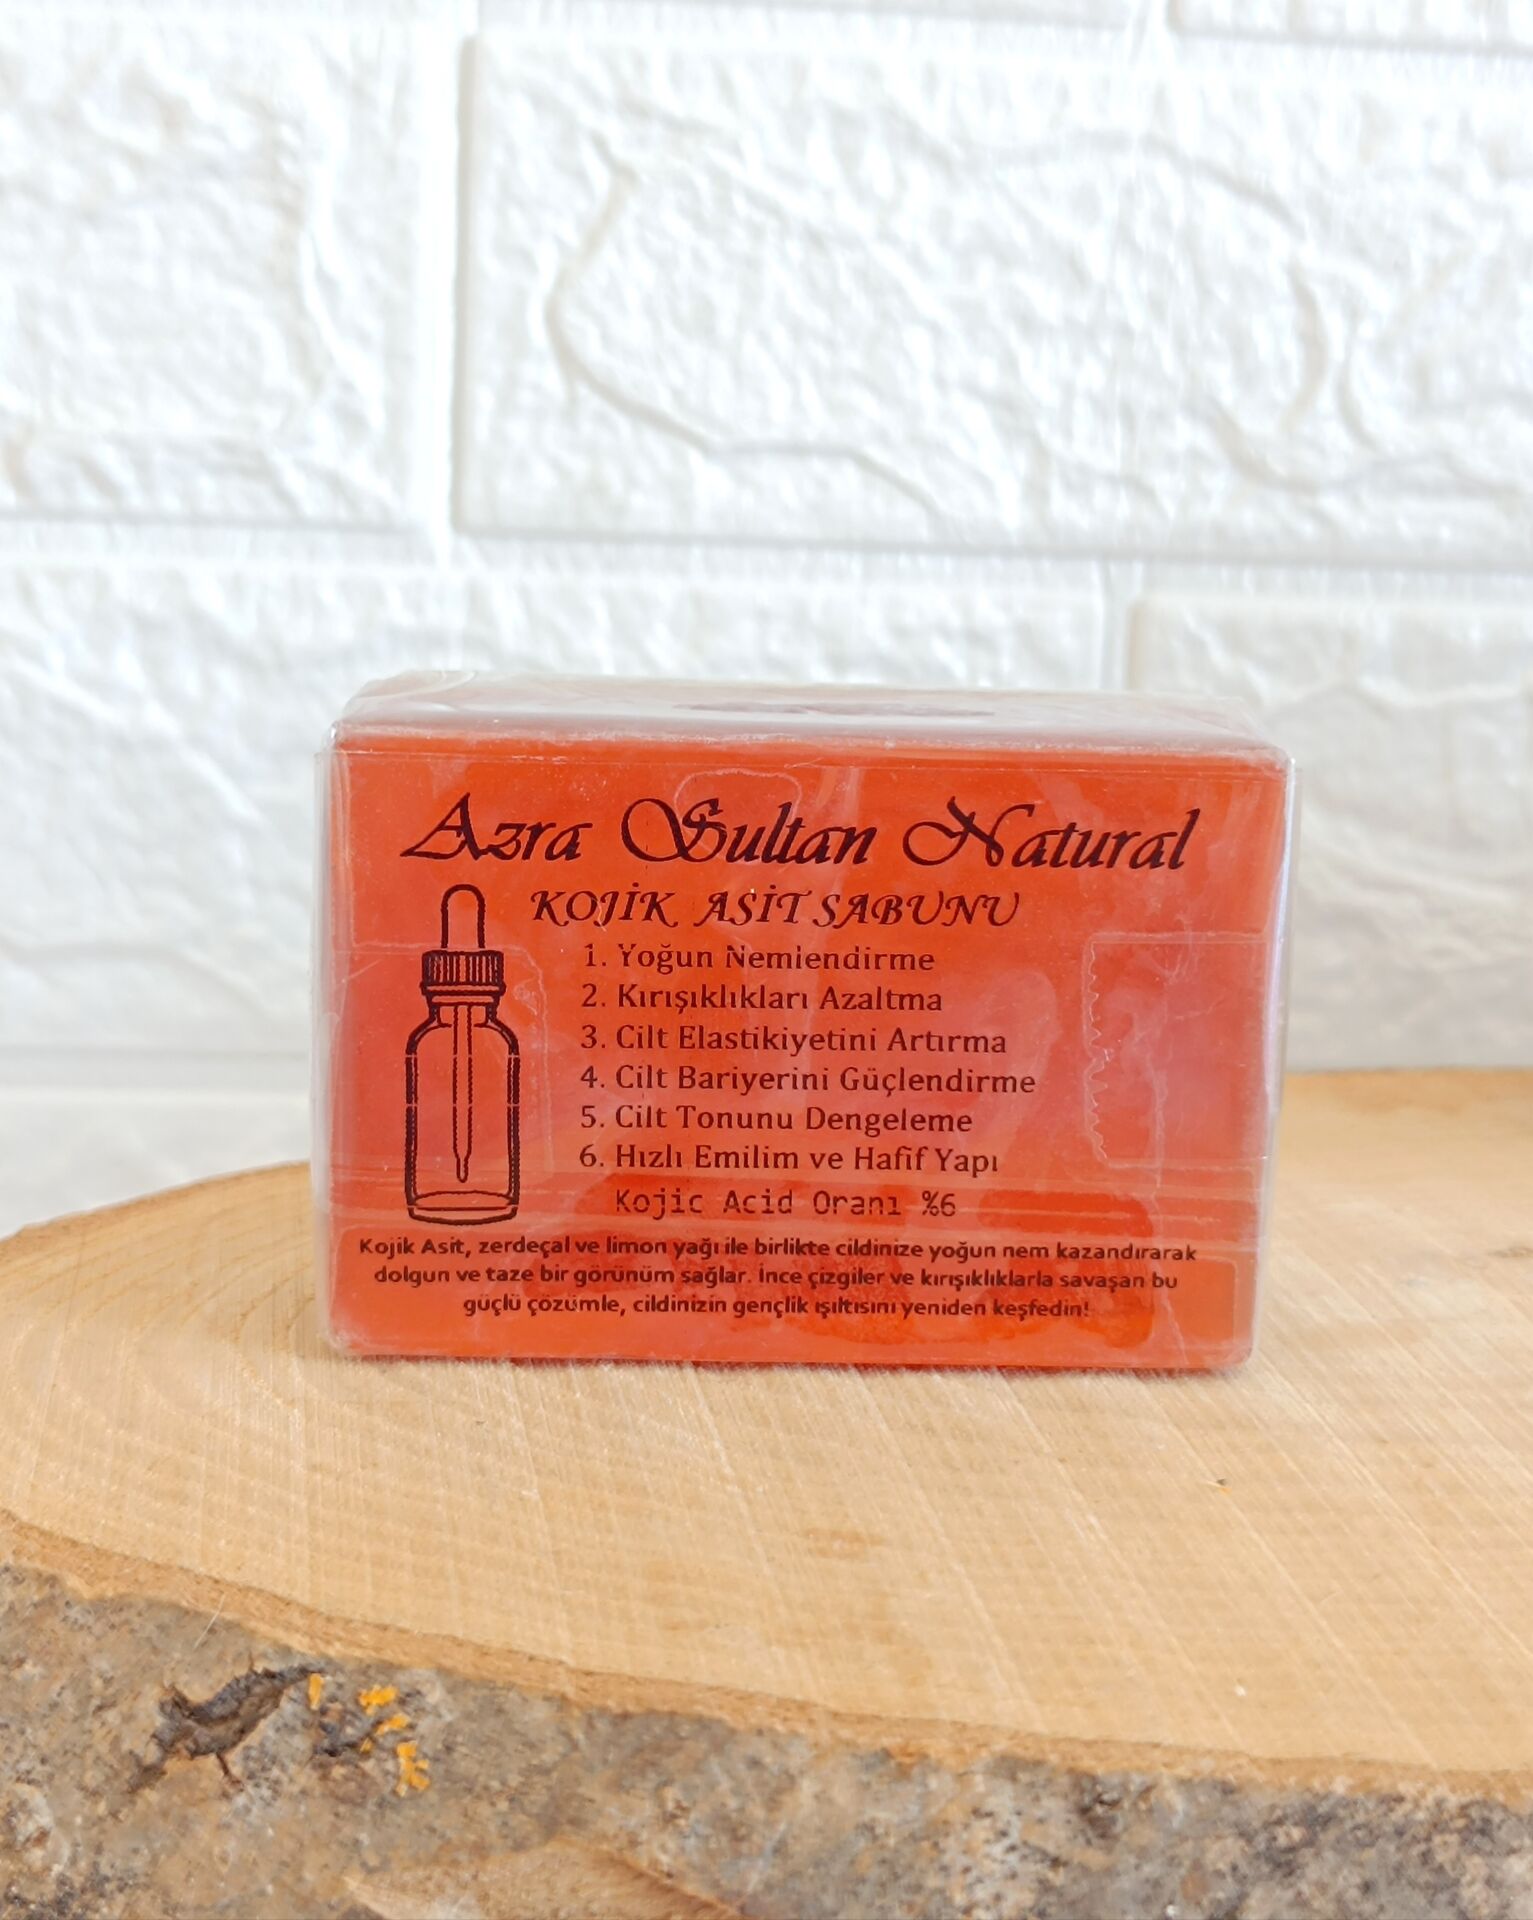 Azra Sultan Natural
KOJİK ASİT SABUNU
1. Yoğun Nemlendirme
2. Kırışıklıkları Azaltma
3. Cilt Elastikiyetini Artırma
4. Cilt Bariyerini Güçlendirme
5. Cilt Tonunu Dengeleme
6. Hızlı Emilim ve Hafif Yapı
Kojic Acid Oranı %6
Kojik Asit, zerdeçal ve limon yağı ile birlikte cildinize yoğun nem kazandırarak
dolgun ve taze bir görünüm sağlar. İnce çizgiler ve kırışıklıklarla savaşan bu
güçlü çözümle, cildinizin gençlik ışıltısını yeniden keşfedin!